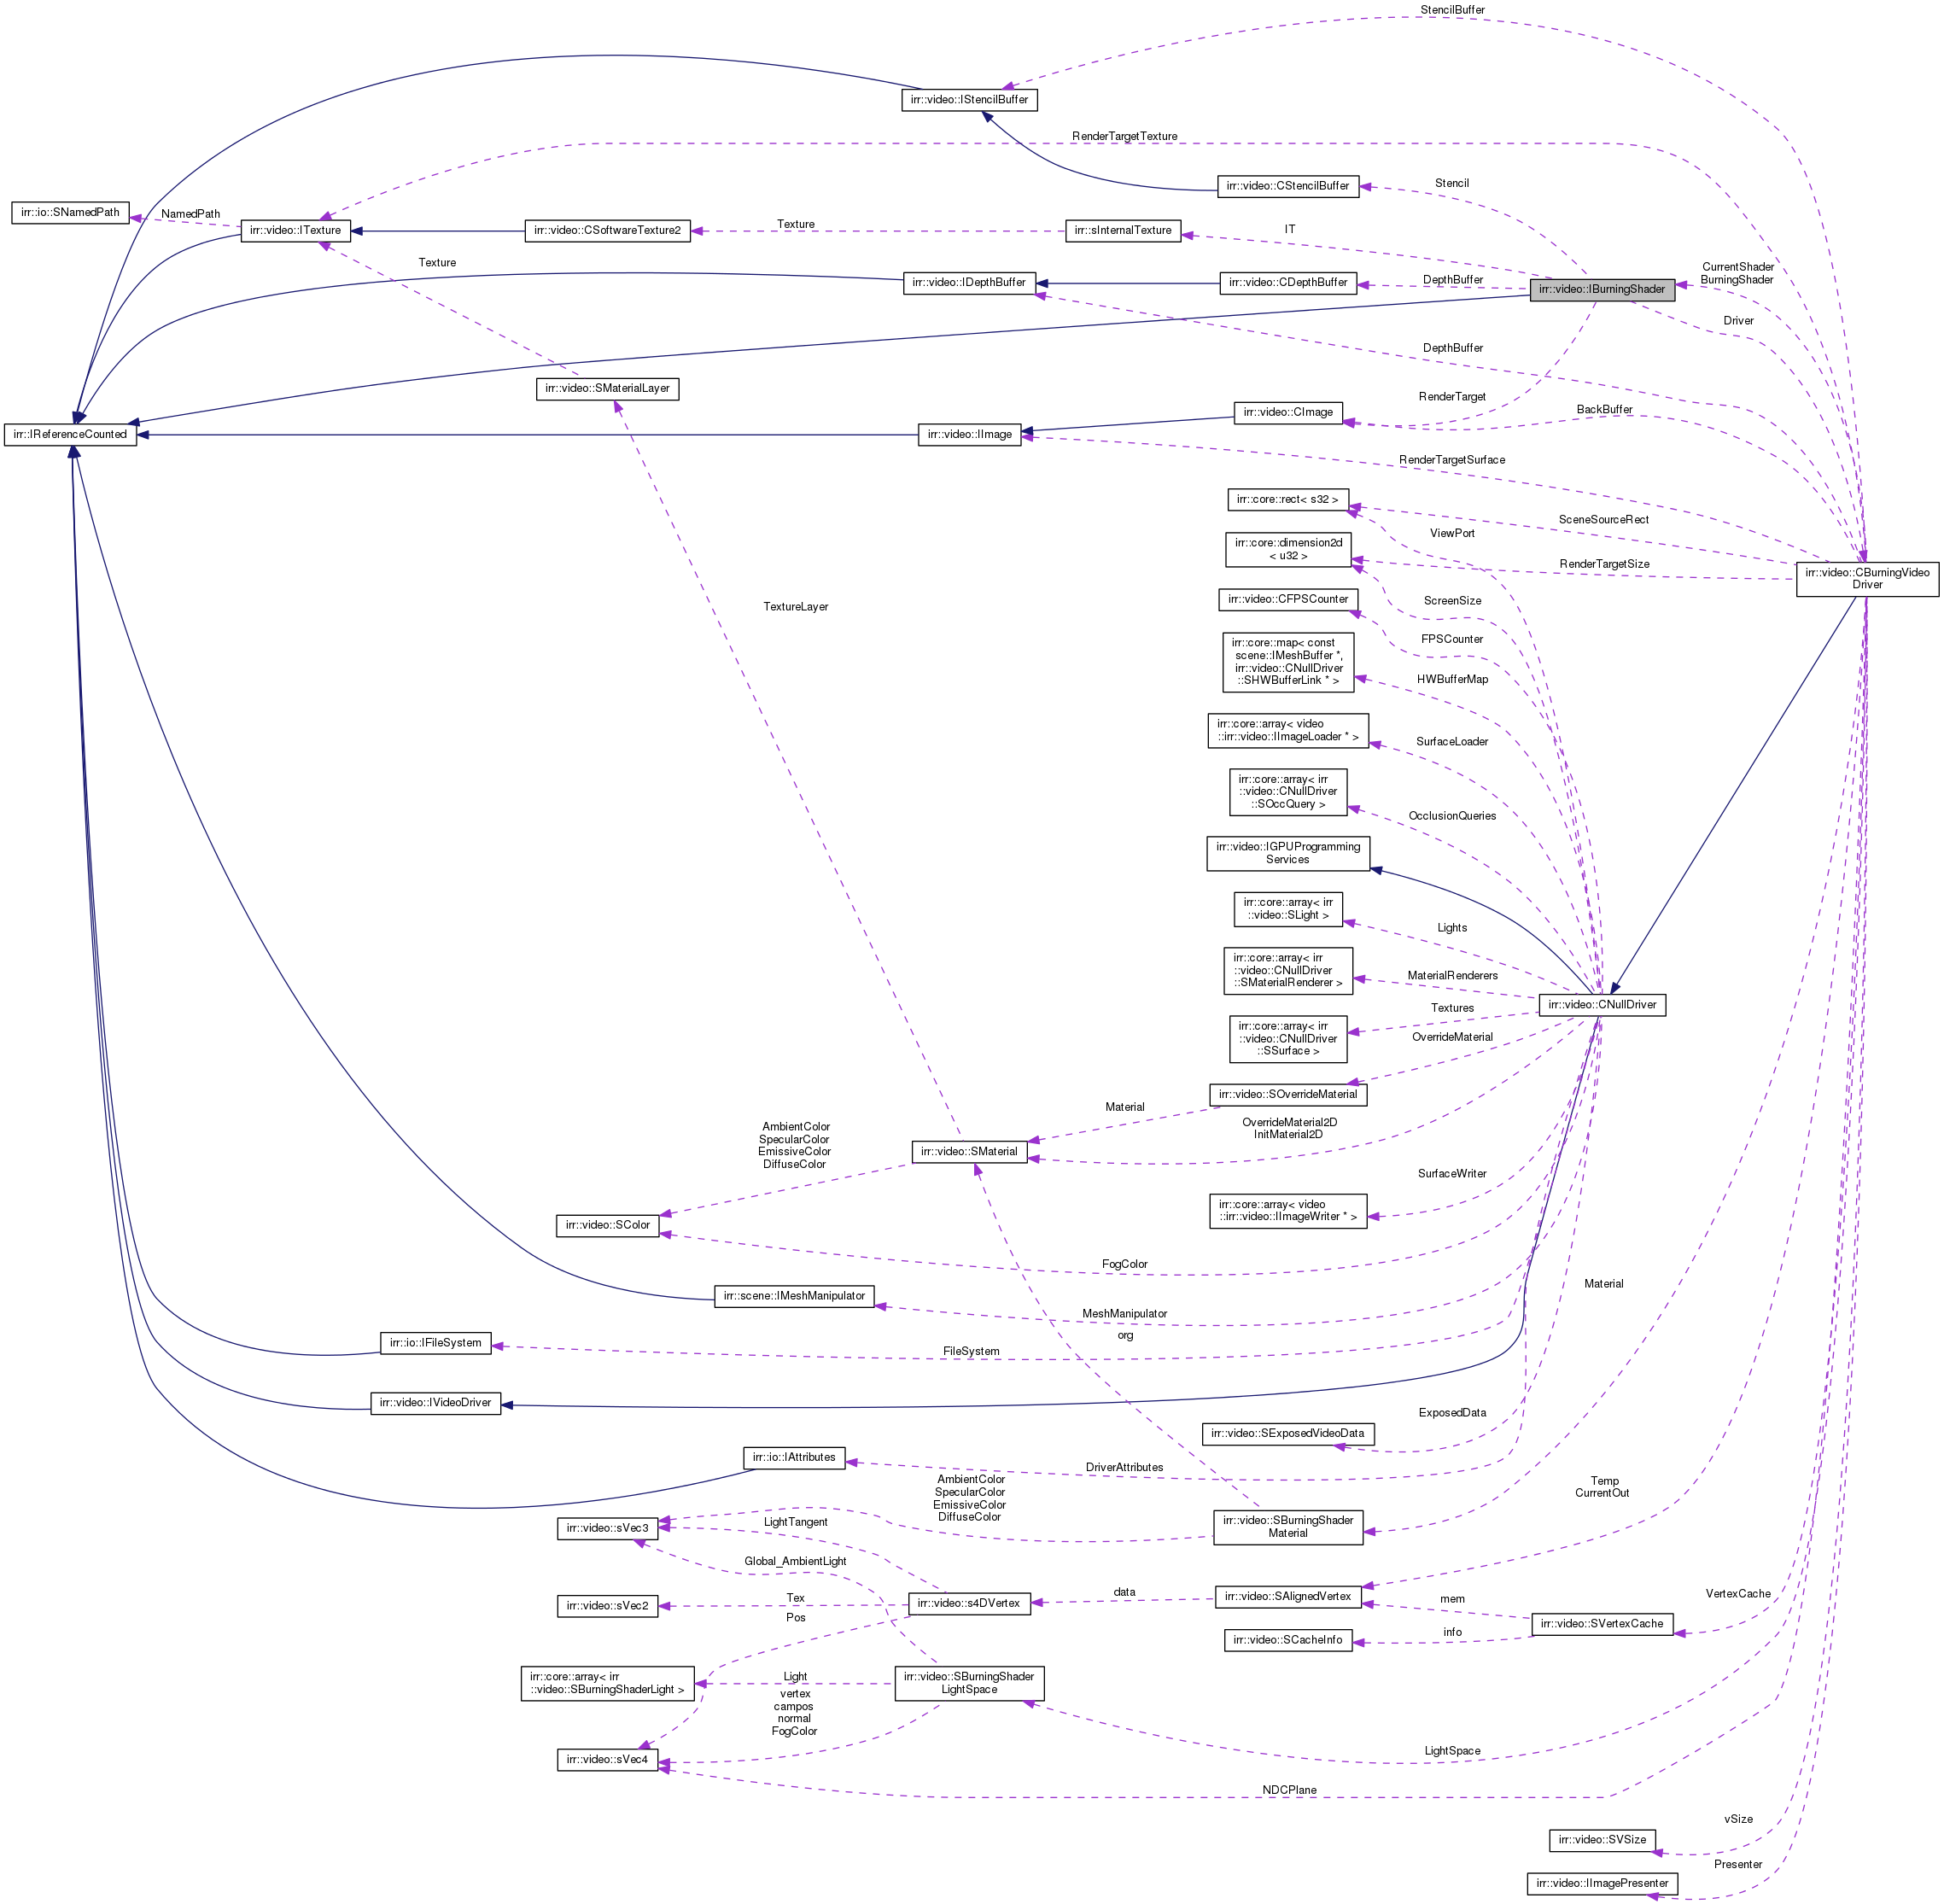 StencilBuffer
irr::video::IStencilBuffer
RenderTargetTexture
irr::video::CStencilBuffer
Stencil
irr::io::SNamedPath
NamedPath
irr::video::ITexture
irr::video::CSoftwareTexture2
Texture
irr::sInternalTexture
IT
Texture
irr::video::IDepthBuffer
irr::video::CDepthBuffer
DepthBuffer
irr::video::IBurningShader
CurrentShader
BurningShader
Driver
DepthBuffer
irr::video::SMaterialLayer
RenderTarget
BackBuffer
irr::IReferenceCounted
irr::video::IImage
irr::video::CImage
RenderTargetSurface
irr::core::rect< s32 >
SceneSourceRect
ViewPort
irr::core::dimension2d
< u32 >
RenderTargetSize
irr::video::CBurningVideo
Driver
irr::video::CFPSCounter
ScreenSize
TextureLayer
FPSCounter
irr::core::map< const
scene::IMeshBuffer *,
irr::video::CNullDriver
::SHWBufferLink * >
HWBufferMap
irr::core::array< video
::irr::video::IImageLoader * >
SurfaceLoader
irr::core::array< irr
::video::CNullDriver
::SOccQuery >
OcclusionQueries
irr::video::IGPUProgramming
Services
irr::core::array< irr
::video::SLight >
Lights
irr::core::array< irr
::video::CNullDriver
::SMaterialRenderer >
MaterialRenderers
irr::video::CNullDriver
irr::core::array< irr
::video::CNullDriver
::SSurface >
Textures
OverrideMaterial
irr::video::SOverrideMaterial
Material
OverrideMaterial2D
InitMaterial2D
AmbientColor
SpecularColor
EmissiveColor
DiffuseColor
irr::video::SMaterial
SurfaceWriter
irr::core::array< video
::irr::video::IImageWriter * >
irr::video::SColor
FogColor
irr::scene::IMeshManipulator
MeshManipulator
Material
org
irr::io::IFileSystem
FileSystem
irr::video::IVideoDriver
ExposedData
irr::video::SExposedVideoData
irr::io::IAttributes
DriverAttributes
AmbientColor
SpecularColor
EmissiveColor
DiffuseColor
Temp
CurrentOut
irr::video::sVec3
LightTangent
irr::video::SBurningShader
Material
Global_AmbientLight
irr::video::sVec2
Tex
irr::video::s4DVertex
data
irr::video::SAlignedVertex
mem
VertexCache
irr::video::SVertexCache
Pos
irr::video::SCacheInfo
info
irr::core::array< irr
::video::SBurningShaderLight >
Light
irr::video::SBurningShader
LightSpace
vertex
campos
normal
FogColor
irr::video::sVec4
LightSpace
NDCPlane
vSize
irr::video::SVSize
Presenter
irr::video::IImagePresenter